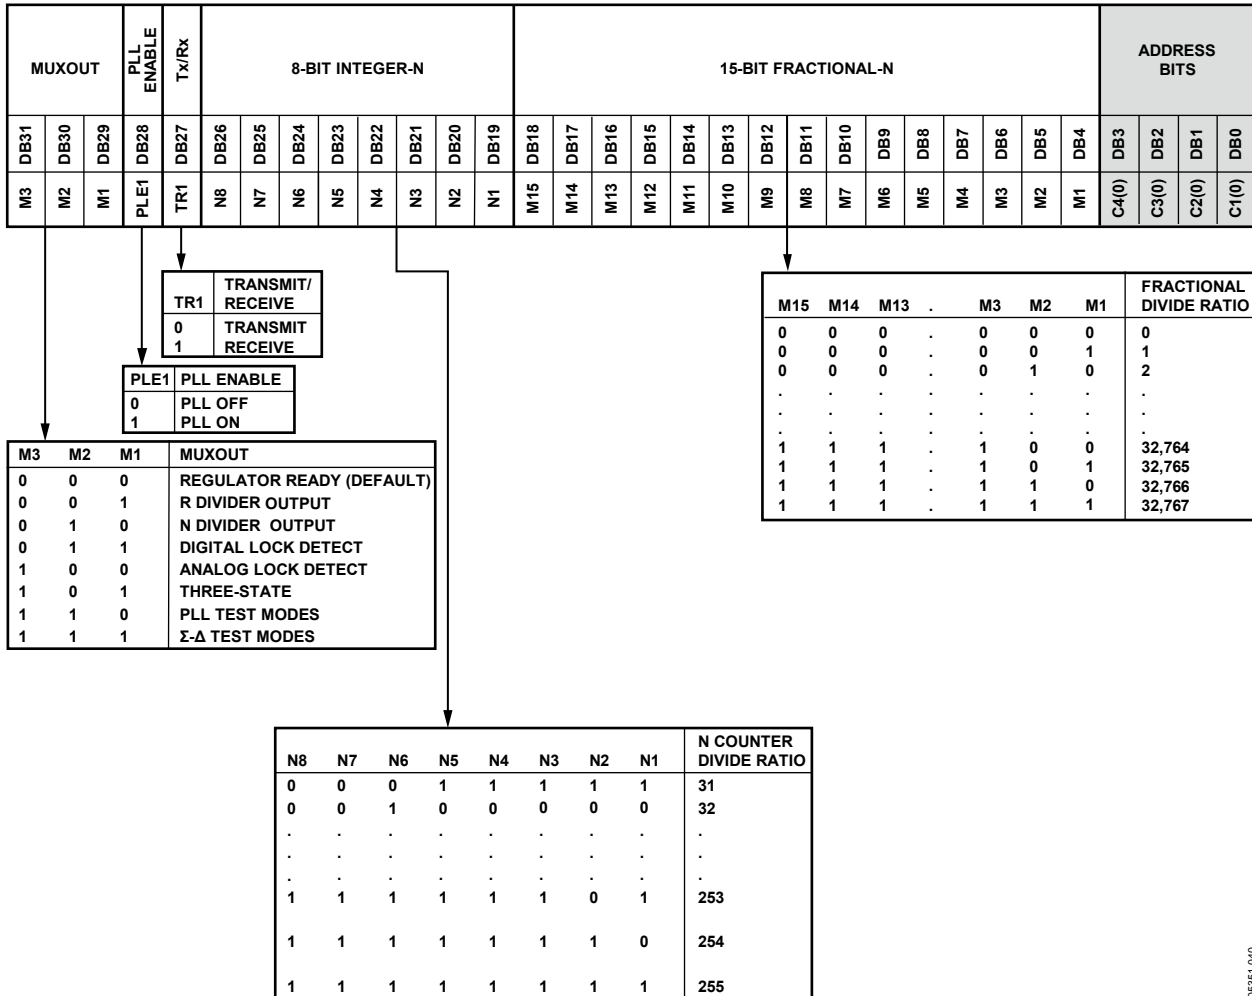 MUXOUT
PLL ENABLE
Tx/Rx
8-BIT INTEGER-N
15-BIT FRACTIONAL-N
ADDRESS BITS
DB31 DB30 DB29 DB28 DB27 DB26 DB25 DB24 DB23 DB22 DB21 DB20 DB19 DB18 DB17 DB16 DB15 DB14 DB13 DB12 DB11 DB10 DB9 DB8 DB7 DB6 DB5 DB4 DB3 DB2 DB1 DB0
M3 M2 M1 PLE1 TR1 N8 N7 N6 N5 N4 N3 N2 N1 M15 M14 M13 M12 M11 M10 M9 M8 M7 M6 M5 M4 M3 M2 M1 C4(0) C3(0) C2(0) C1(0)
TR1 TRANSMIT/ RECEIVE
0 TRANSMIT
1 RECEIVE
PLE1 PLL ENABLE
0 PLL OFF
1 PLL ON
M3 M2 M1 MUXOUT
0 0 0 REGULATOR READY (DEFAULT)
0 0 1 R DIVIDER OUTPUT
0 1 0 N DIVIDER OUTPUT
0 1 1 DIGITAL LOCK DETECT
1 0 0 ANALOG LOCK DETECT
1 0 1 THREE-STATE
1 1 0 PLL TEST MODES
1 1 1 Σ-Δ TEST MODES
M15 M14 M13 . M3 M2 M1 FRACTIONAL DIVIDE RATIO
0 0 0 . 0 0 0 0
0 0 0 . 0 0 1 1
0 0 0 . 0 1 0 2
. . . . . . . .
. . . . . . . .
. . . . . . . .
1 1 1 . 1 0 0 32,764
1 1 1 . 1 0 1 32,765
1 1 1 . 1 1 0 32,766
1 1 1 . 1 1 1 32,767
N8 N7 N6 N5 N4 N3 N2 N1 N COUNTER DIVIDE RATIO
0 0 0 1 1 1 1 1 31
0 0 1 0 0 0 0 0 32
. . . . . . . . .
. . . . . . . . .
. . . . . . . . .
1 1 1 1 1 1 0 1 253
1 1 1 1 1 1 1 0 254
1 1 1 1 1 1 1 1 255